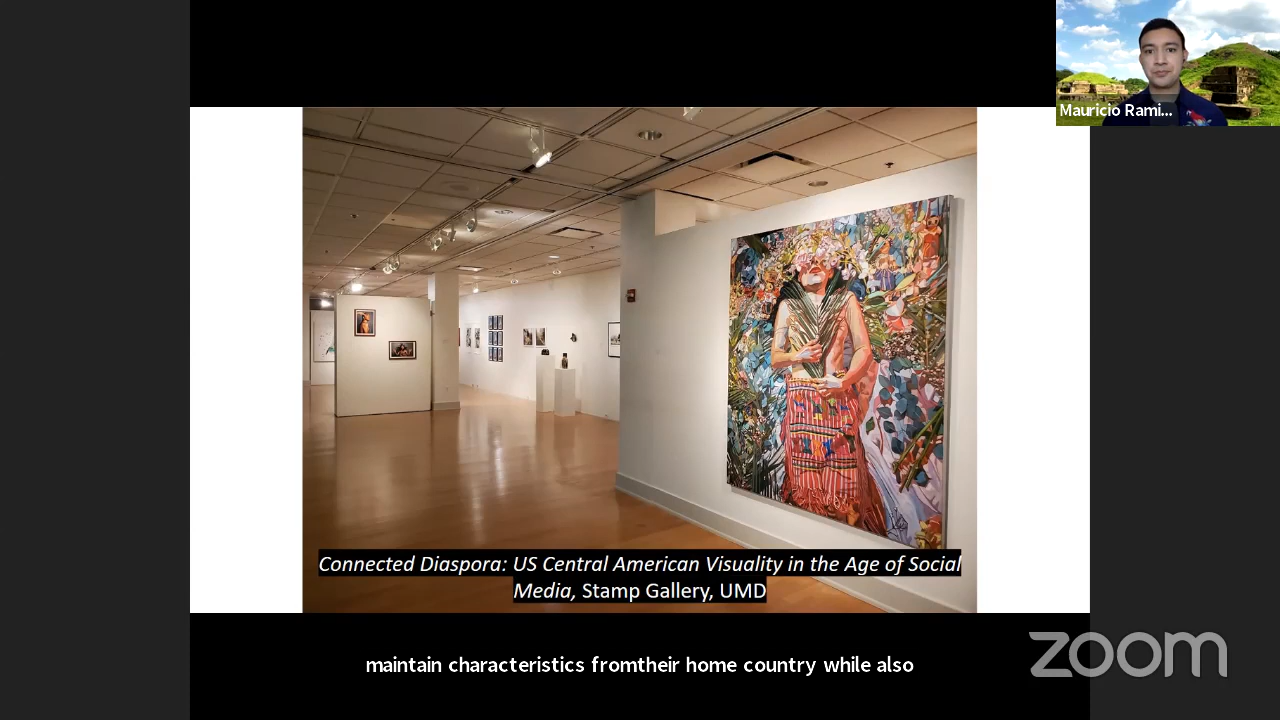 Mauricio Rami...
Connected Diaspora: US Central American Visuality in the Age of Social
Media, Stamp Gallery, UMD
maintain characteristics fromtheir home country while also
zoom